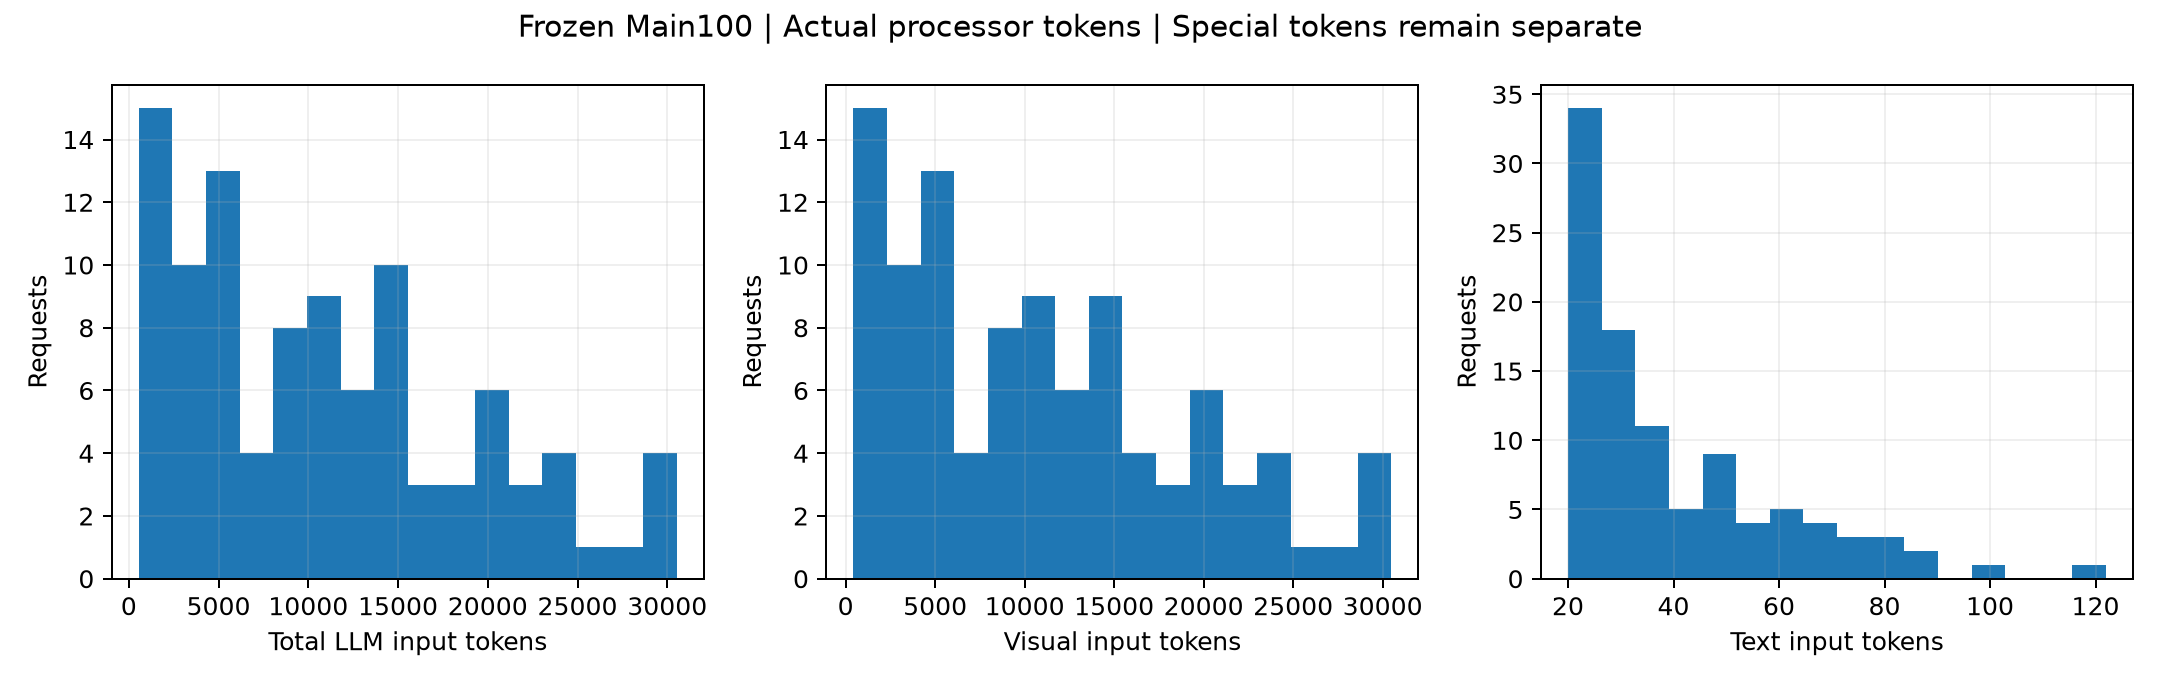 Frozen Main100 | Actual processor tokens | Special tokens remain separate
Requests
14
12
10
8
6
4
2
0
0 5000 10000 15000 20000 25000 30000
Total LLM input tokens
Requests
14
12
10
8
6
4
2
0
0 5000 10000 15000 20000 25000 30000
Visual input tokens
Requests
35
30
25
20
15
10
5
0
20 40 60 80 100 120
Text input tokens